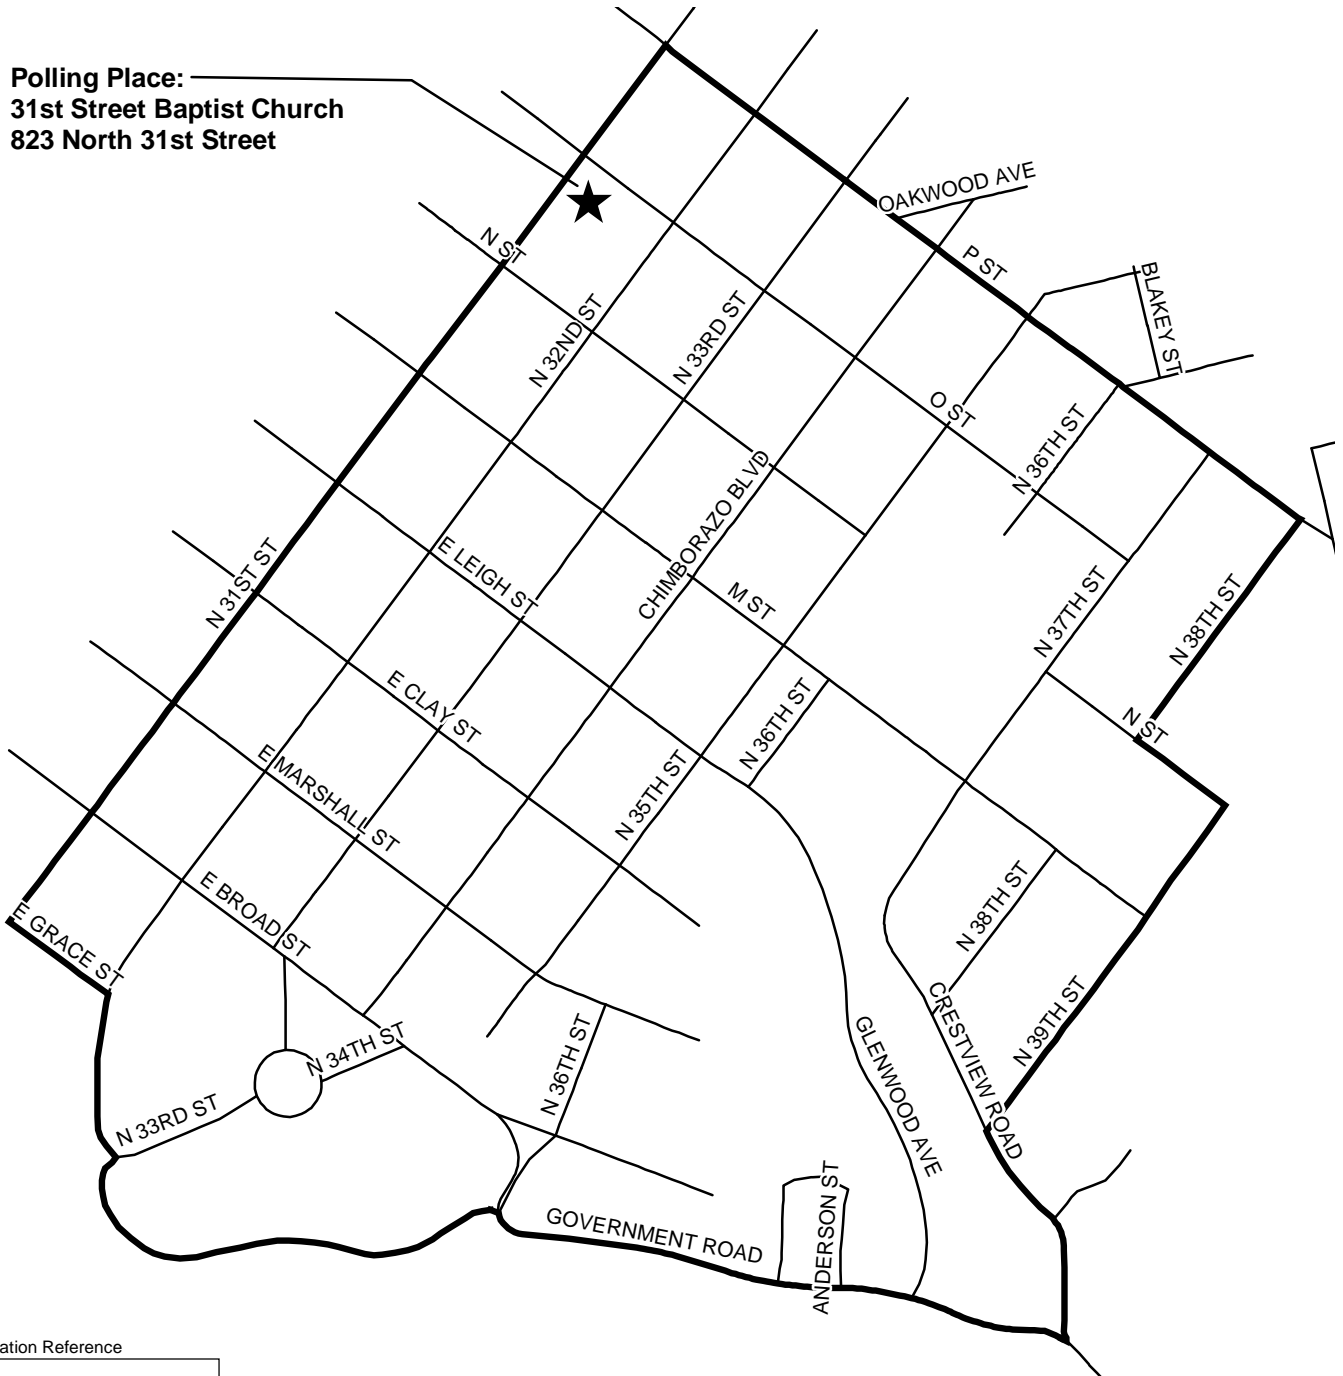 Polling Place:
31st Street Baptist Church
823 North 31st Street
OAKWOOD AVE
P ST
BLAKEY ST
N ST
N 32ND ST
N 33RD ST
O ST
N 36TH ST
CHIMBORAZO BLVD
E LEIGH ST
N 31ST ST
M ST
N 37TH ST
N 38TH ST
E CLAY ST
N 36TH ST
N ST
E MARSHALL ST
N 35TH ST
E BROAD ST
N 38TH ST
E GRACE ST
N 39TH ST
CRESTVIEW ROAD
GLENWOOD AVE
N 34TH ST
N 36TH ST
N 33RD ST
ANDERSON ST
GOVERNMENT ROAD
ation Reference